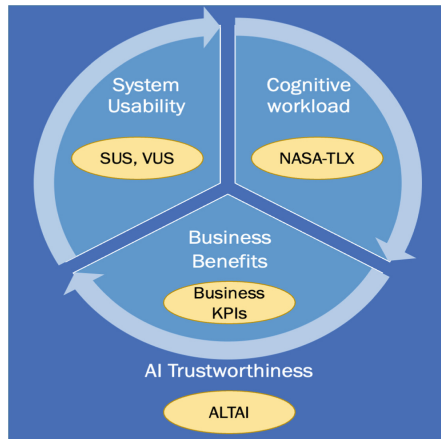 System
Usability
SUS, VUS
Cognitive
workload
NASA-TLX
Business
Benefits
Business
KPIs
AI Trustworthiness
ALTAI